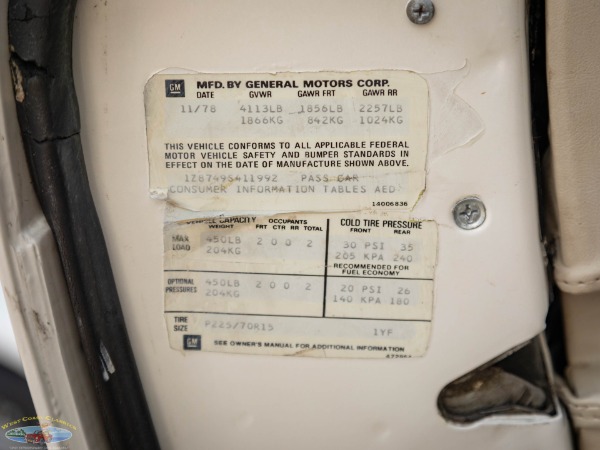 GM MFD. BY GENERAL MOTORS CORP.
DATE GVWR GAWR FRT GAWR RR
11/78 4113LB 1856LB 2257LB
1866KG 842KG 1024KG
THIS VEHICLE CONFORMS TO ALL APPLICABLE FEDERAL
MOTOR VEHICLE SAFETY AND BUMPER STANDARDS IN
EFFECT ON THE DATE OF MANUFACTURE SHOWN ABOVE.
1Z8749S411992 PASS CAR
CONSUMER INFORMATION TABLES AED
14006836
CAPACITY OCCUPANTS COLD TIRE PRESSURE
WEIGHT FRT CTR RR TOTAL FRONT REAR
MAX LOAD 450LB 2 0 0 2 30 PSI 35
204KG 205 KPA 240
RECOMMENDED FOR
FUEL ECONOMY
OPTIONAL PRESSURES 450LB 2 0 0 2 20 PSI 26
204KG 140 KPA 180
TIRE SIZE P225/70R15 1YF
GM SEE OWNER'S MANUAL FOR ADDITIONAL INFORMATION
WEST COAST CLASSICS